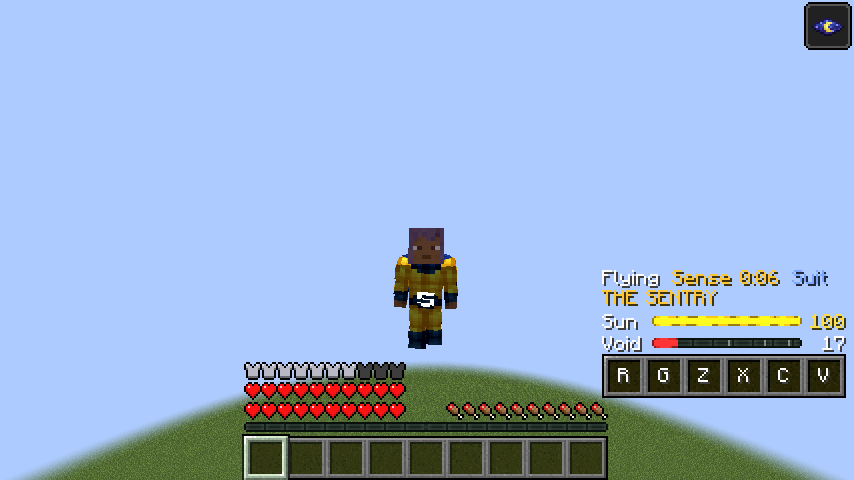 Flying Sense 0:06 Suit
THE SENTRY
Sun 100
Void 17
R G Z X C V
S